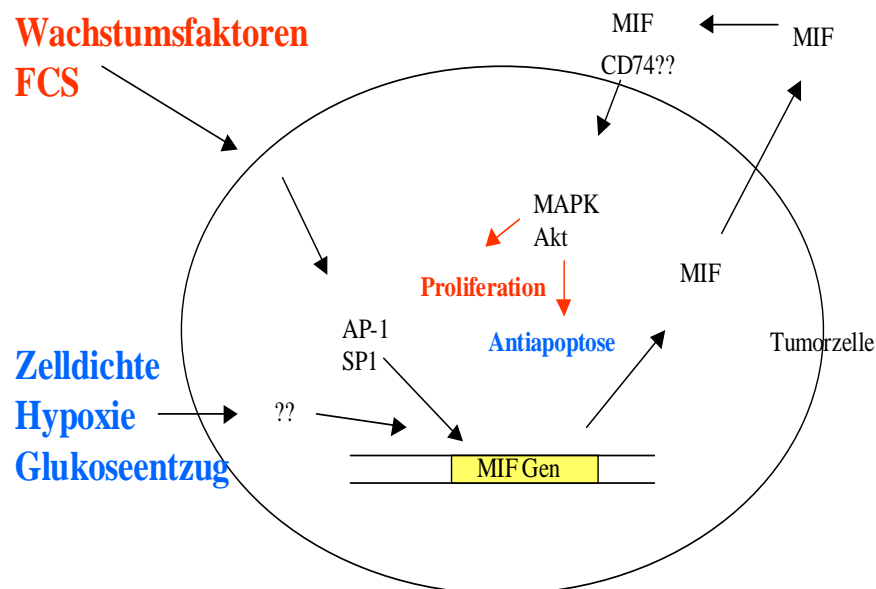 Wachstumsfaktoren
FCS
MIF
MIF
CD74??
MAPK
Akt
MIF
Proliferation
AP-1
SP1
Antiapoptose
Tumorzelle
Zelldichte
Hypoxie
Glukoseentzug
??
MIF Gen